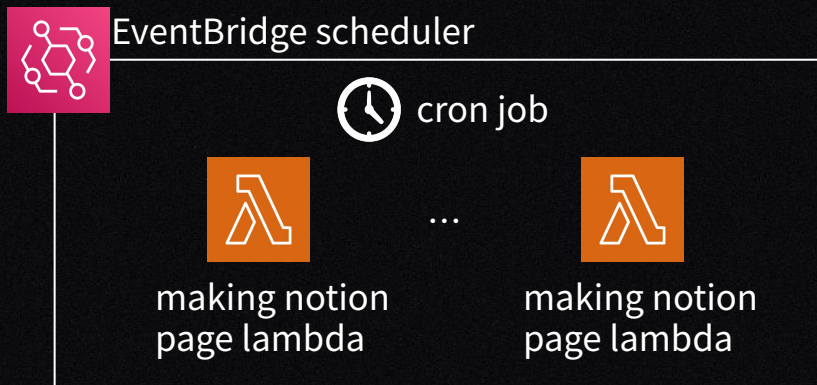 EventBridge scheduler
cron job
...
making notion
page lambda
making notion
page lambda